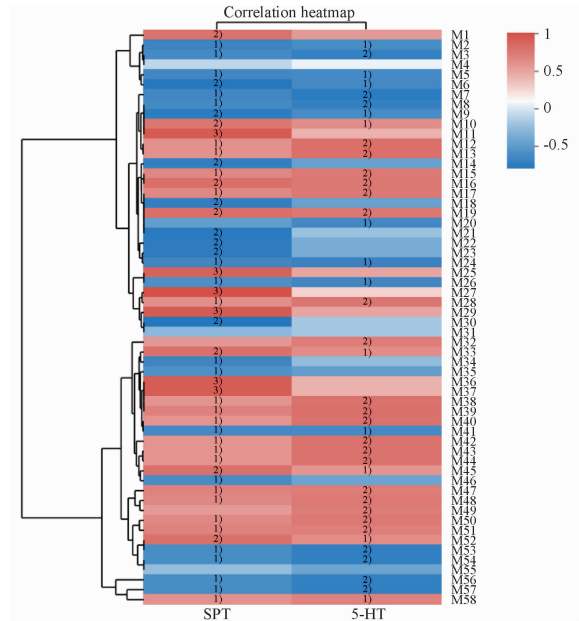 Correlation heatmap
2) M1
1) 1) M2
1) 2) M3
M4
1) 1) M5
2) 1) M6
1) 2) M7
1) 2) M8
2) 1) M9
2) 1) M10
3) M11
1) 2) M12
1) 2) M13
2) M14
1) 2) M15
2) 2) M16
1) 2) M17
2) M18
2) 2) M19
1) M20
2) M21
2) M22
2) M23
1) 1) M24
3) M25
1) 1) M26
3) M27
1) 2) M28
3) M29
2) M30
M31
2) M32
2) 1) M33
1) M34
1) M35
3) M36
3) M37
1) 2) M38
1) 2) M39
1) 2) M40
1) 1) M41
1) 2) M42
1) 2) M43
1) 2) M44
2) 1) M45
1) M46
1) 2) M47
1) 2) M48
2) M49
1) 2) M50
1) 2) M51
2) 1) M52
1) 2) M53
1) 2) M54
M55
1) 2) M56
1) 2) M57
1) 1) M58
SPT 5-HT
1
0.5
0
-0.5